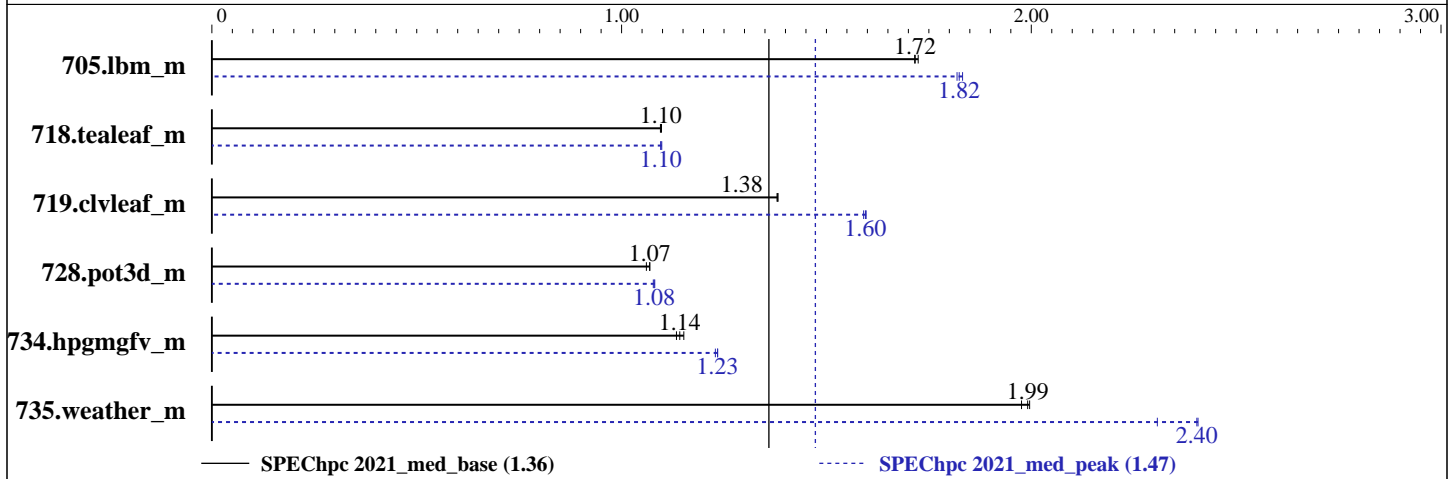 0 1.00 2.00 3.00
705.lbm_m 1.72
1.82
718.tealeaf_m 1.10
1.10
719.clvleaf_m 1.38
1.60
728.pot3d_m 1.07
1.08
734.hpgmgfv_m 1.14
1.23
735.weather_m 1.99
2.40
SPEChpc 2021_med_base (1.36) SPEChpc 2021_med_peak (1.47)